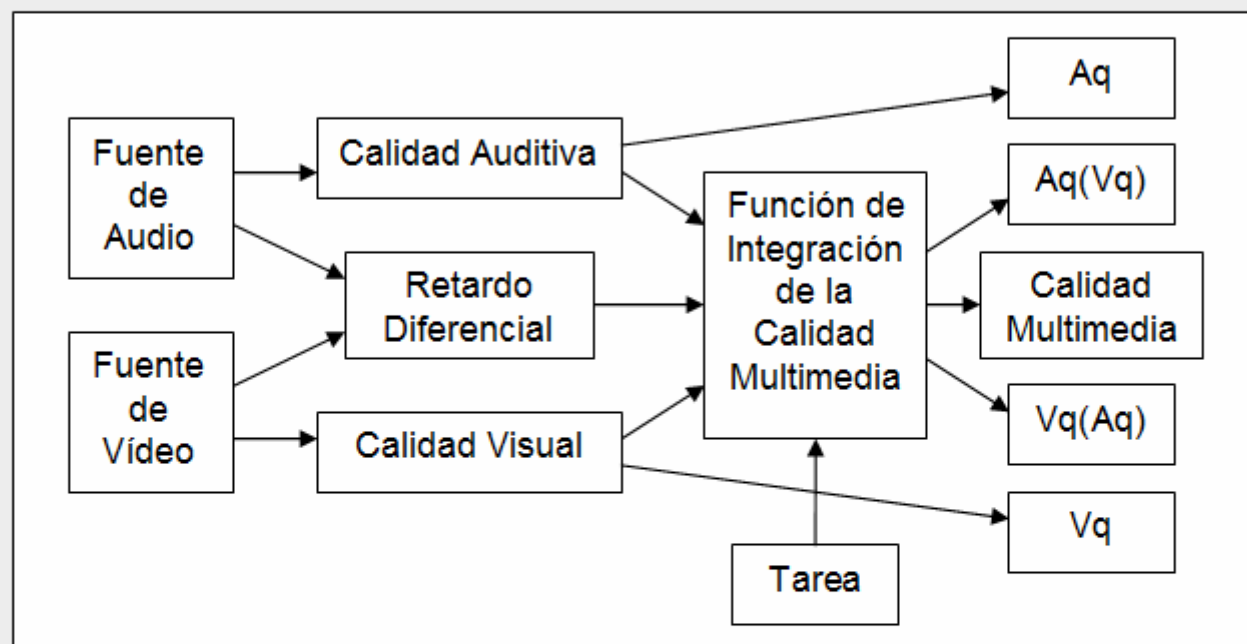 Fuente
de
Audio
Fuente
de
Vídeo
Calidad Auditiva
Retardo
Diferencial
Calidad Visual
Función de
Integración
de la
Calidad
Multimedia
Tarea
Aq
Aq(Vq)
Calidad
Multimedia
Vq(Aq)
Vq